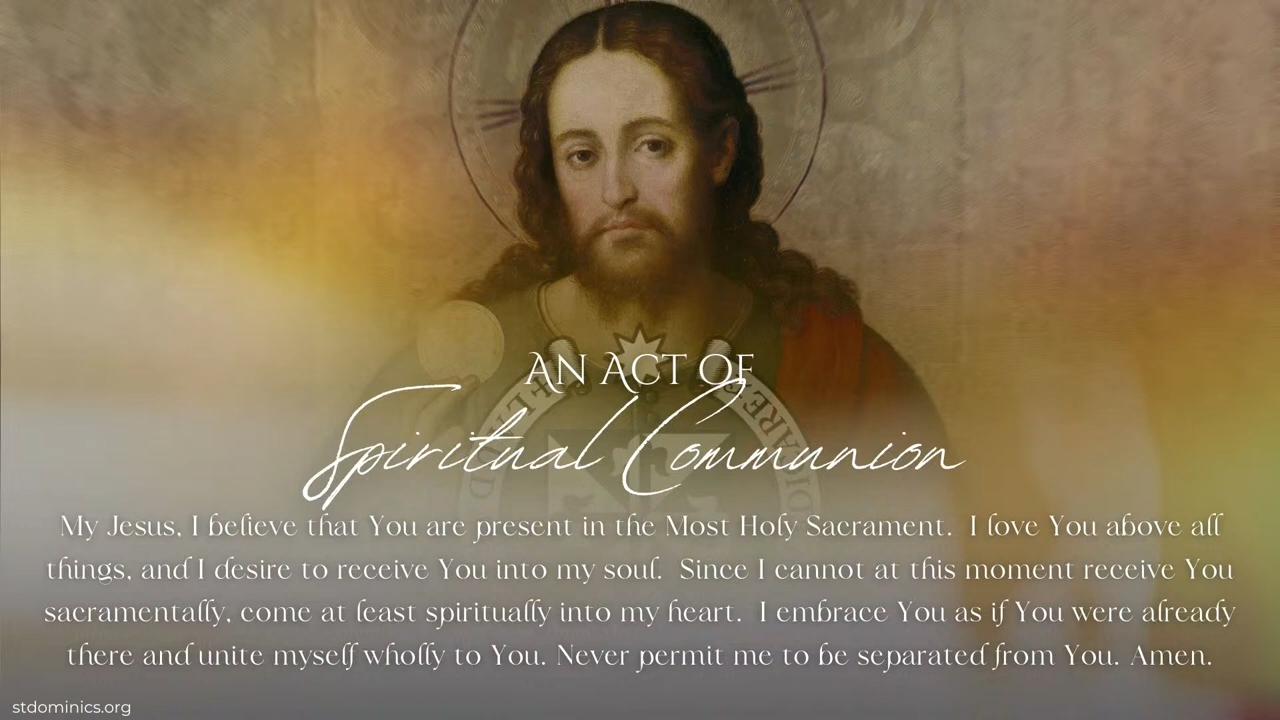 AN ACT OF
Spiritual Communion
My Jesus, I believe that You are present in the Most Holy Sacrament. I love You above all
things, and I desire to receive You into my soul. Since I cannot at this moment receive You
sacramentally, come at least spiritually into my heart. I embrace You as if You were already
there and unite myself wholly to You. Never permit me to be separated from You. Amen.
stdominics.org